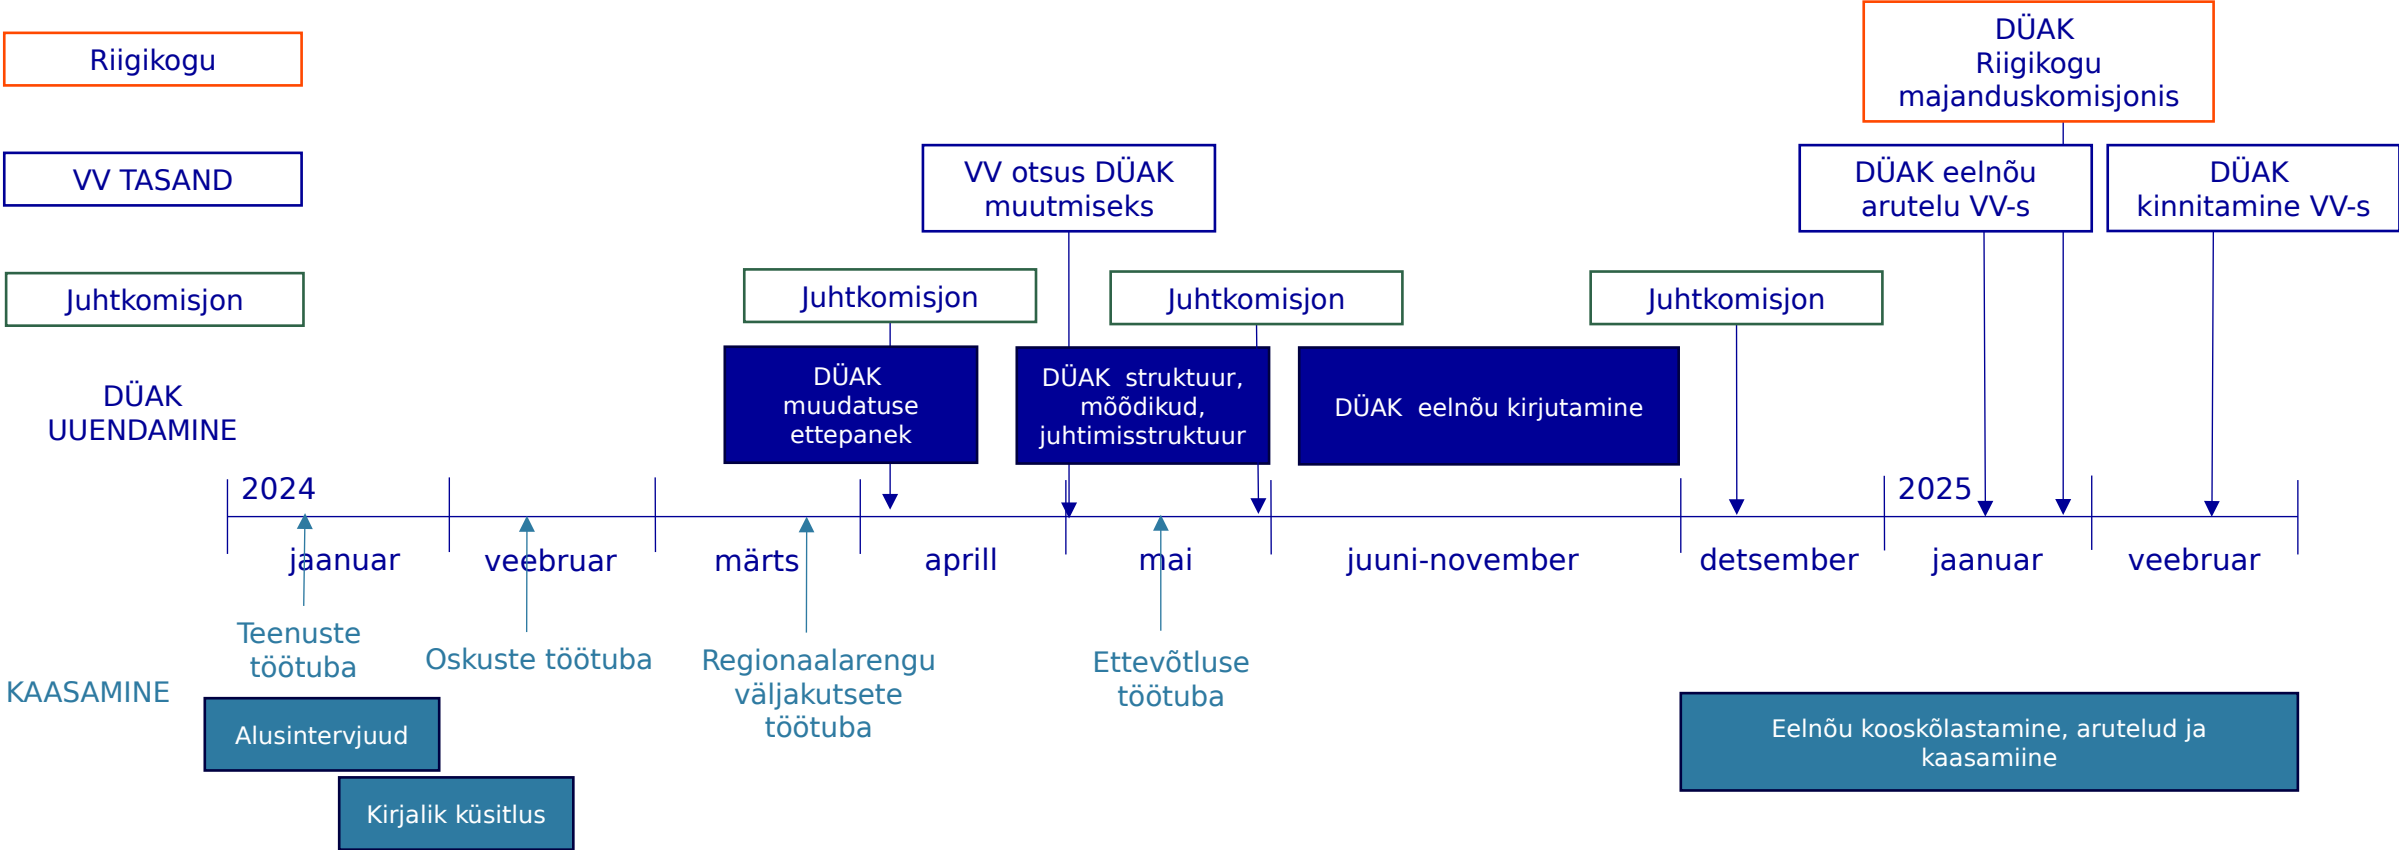 Riigikogu
DÜAK
Riigikogu
majanduskomisjonis
VV TASAND
VV otsus DÜAK
muutmiseks
DÜAK eelnõu
arutelu VV-s
DÜAK
kinnitamine VV-s
Juhtkomisjon
Juhtkomisjon
Juhtkomisjon
Juhtkomisjon
DÜAK
UUENDAMINE
DÜAK
muudatuse
ettepanek
DÜAK  struktuur,
mõõdikud,
juhtimisstruktuur
DÜAK  eelnõu kirjutamine
2024
2025
jaanuar
veebruar
märts
aprill
mai
juuni-november
detsember
jaanuar
veebruar
KAASAMINE
Teenuste
töötuba
Oskuste töötuba
Regionaalarengu
väljakutsete
töötuba
Ettevõtluse
töötuba
Alusintervjuud
Kirjalik küsitlus
Eelnõu kooskõlastamine, arutelud ja
kaasamiine